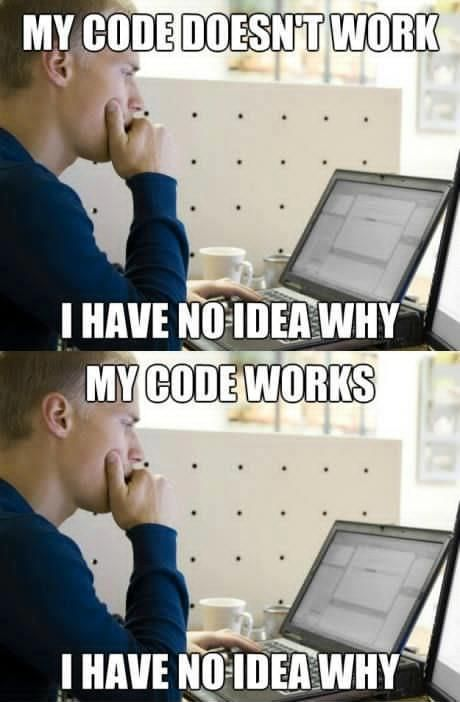 MY CODE DOESN'T WORK
I HAVE NO IDEA WHY
MY CODE WORKS
I HAVE NO IDEA WHY